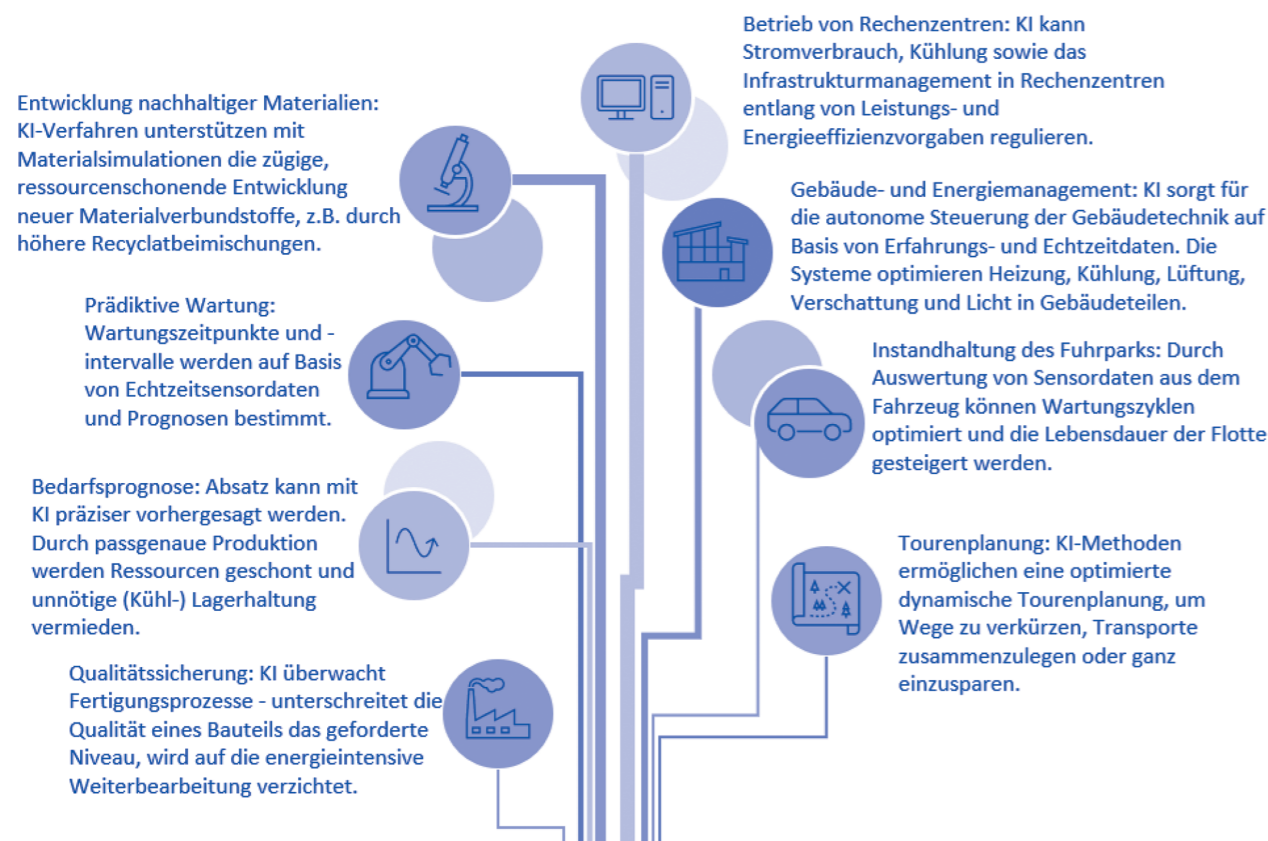 Entwicklung nachhaltiger Materialien:
KI-Verfahren unterstützen mit
Materialsimulationen die zügige,
ressourcenschonende Entwicklung
neuer Materialverbundstoffe, z.B. durch
höhere Recyclatbeimischungen.
Prädiktive Wartung:
Wartungszeitpunkte und -
intervalle werden auf Basis
von Echtzeitsensordaten
und Prognosen bestimmt.
Bedarfsprognose: Absatz kann mit
KI präziser vorhergesagt werden.
Durch passgenaue Produktion
werden Ressourcen geschont und
unnötige (Kühl-) Lagerhaltung
vermieden.
Qualitätssicherung: KI überwacht
Fertigungsprozesse - unterschreitet die
Qualität eines Bauteils das geforderte
Niveau, wird auf die energieintensive
Weiterbearbeitung verzichtet.
Betrieb von Rechenzentren: KI kann
Stromverbrauch, Kühlung sowie das
Infrastrukturmanagement in Rechenzentren
entlang von Leistungs- und
Energieeffizienzvorgaben regulieren.
Gebäude- und Energiemanagement: KI sorgt für
die autonome Steuerung der Gebäudetechnik auf
Basis von Erfahrungs- und Echtzeitdaten. Die
Systeme optimieren Heizung, Kühlung, Lüftung,
Verschattung und Licht in Gebäudeteilen.
Instandhaltung des Fuhrparks: Durch
Auswertung von Sensordaten aus dem
Fahrzeug können Wartungszyklen
optimiert und die Lebensdauer der Flotte
gesteigert werden.
Tourenplanung: KI-Methoden
ermöglichen eine optimierte
dynamische Tourenplanung, um
Wege zu verkürzen, Transporte
zusammenzulegen oder ganz
einzusparen.